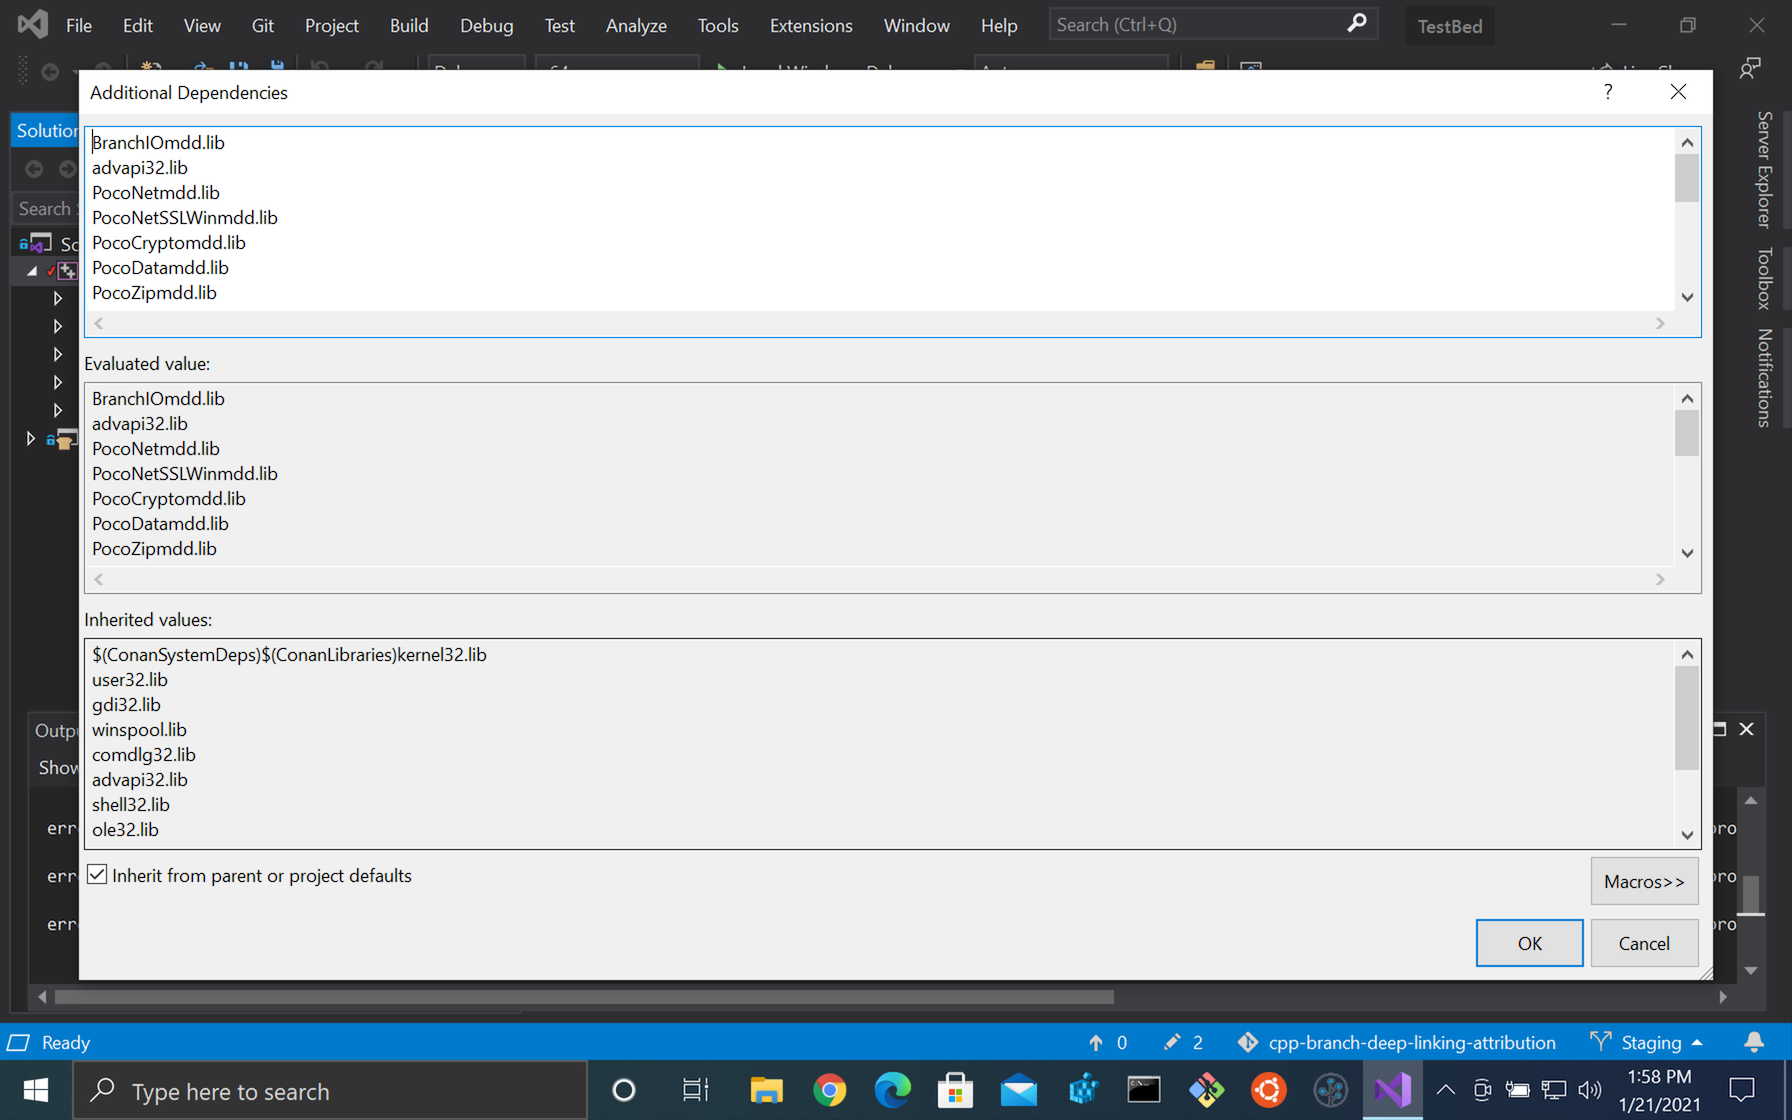 File Edit View Git Project Build Debug Test Analyze Tools Extensions Window Help Search (Ctrl+Q) TestBed
Additional Dependencies ?
Solution
Search
BranchIOmdd.lib
advapi32.lib
PocoNetmdd.lib
PocoNetSSLWinmdd.lib
PocoCryptomdd.lib
PocoDatamdd.lib
PocoZipmdd.lib
Evaluated value:
BranchIOmdd.lib
advapi32.lib
PocoNetmdd.lib
PocoNetSSLWinmdd.lib
PocoCryptomdd.lib
PocoDatamdd.lib
PocoZipmdd.lib
Inherited values:
$(ConanSystemDeps)$(ConanLibraries)kernel32.lib
user32.lib
gdi32.lib
winspool.lib
comdlg32.lib
advapi32.lib
shell32.lib
ole32.lib
Inherit from parent or project defaults
Macros>>
OK Cancel
Server Explorer
Toolbox
Notifications
Outpu
Show
erro
erro
erro
pro
pro
pro
Ready 0 2 cpp-branch-deep-linking-attribution Staging
Type here to search
1:58 PM
1/21/2021